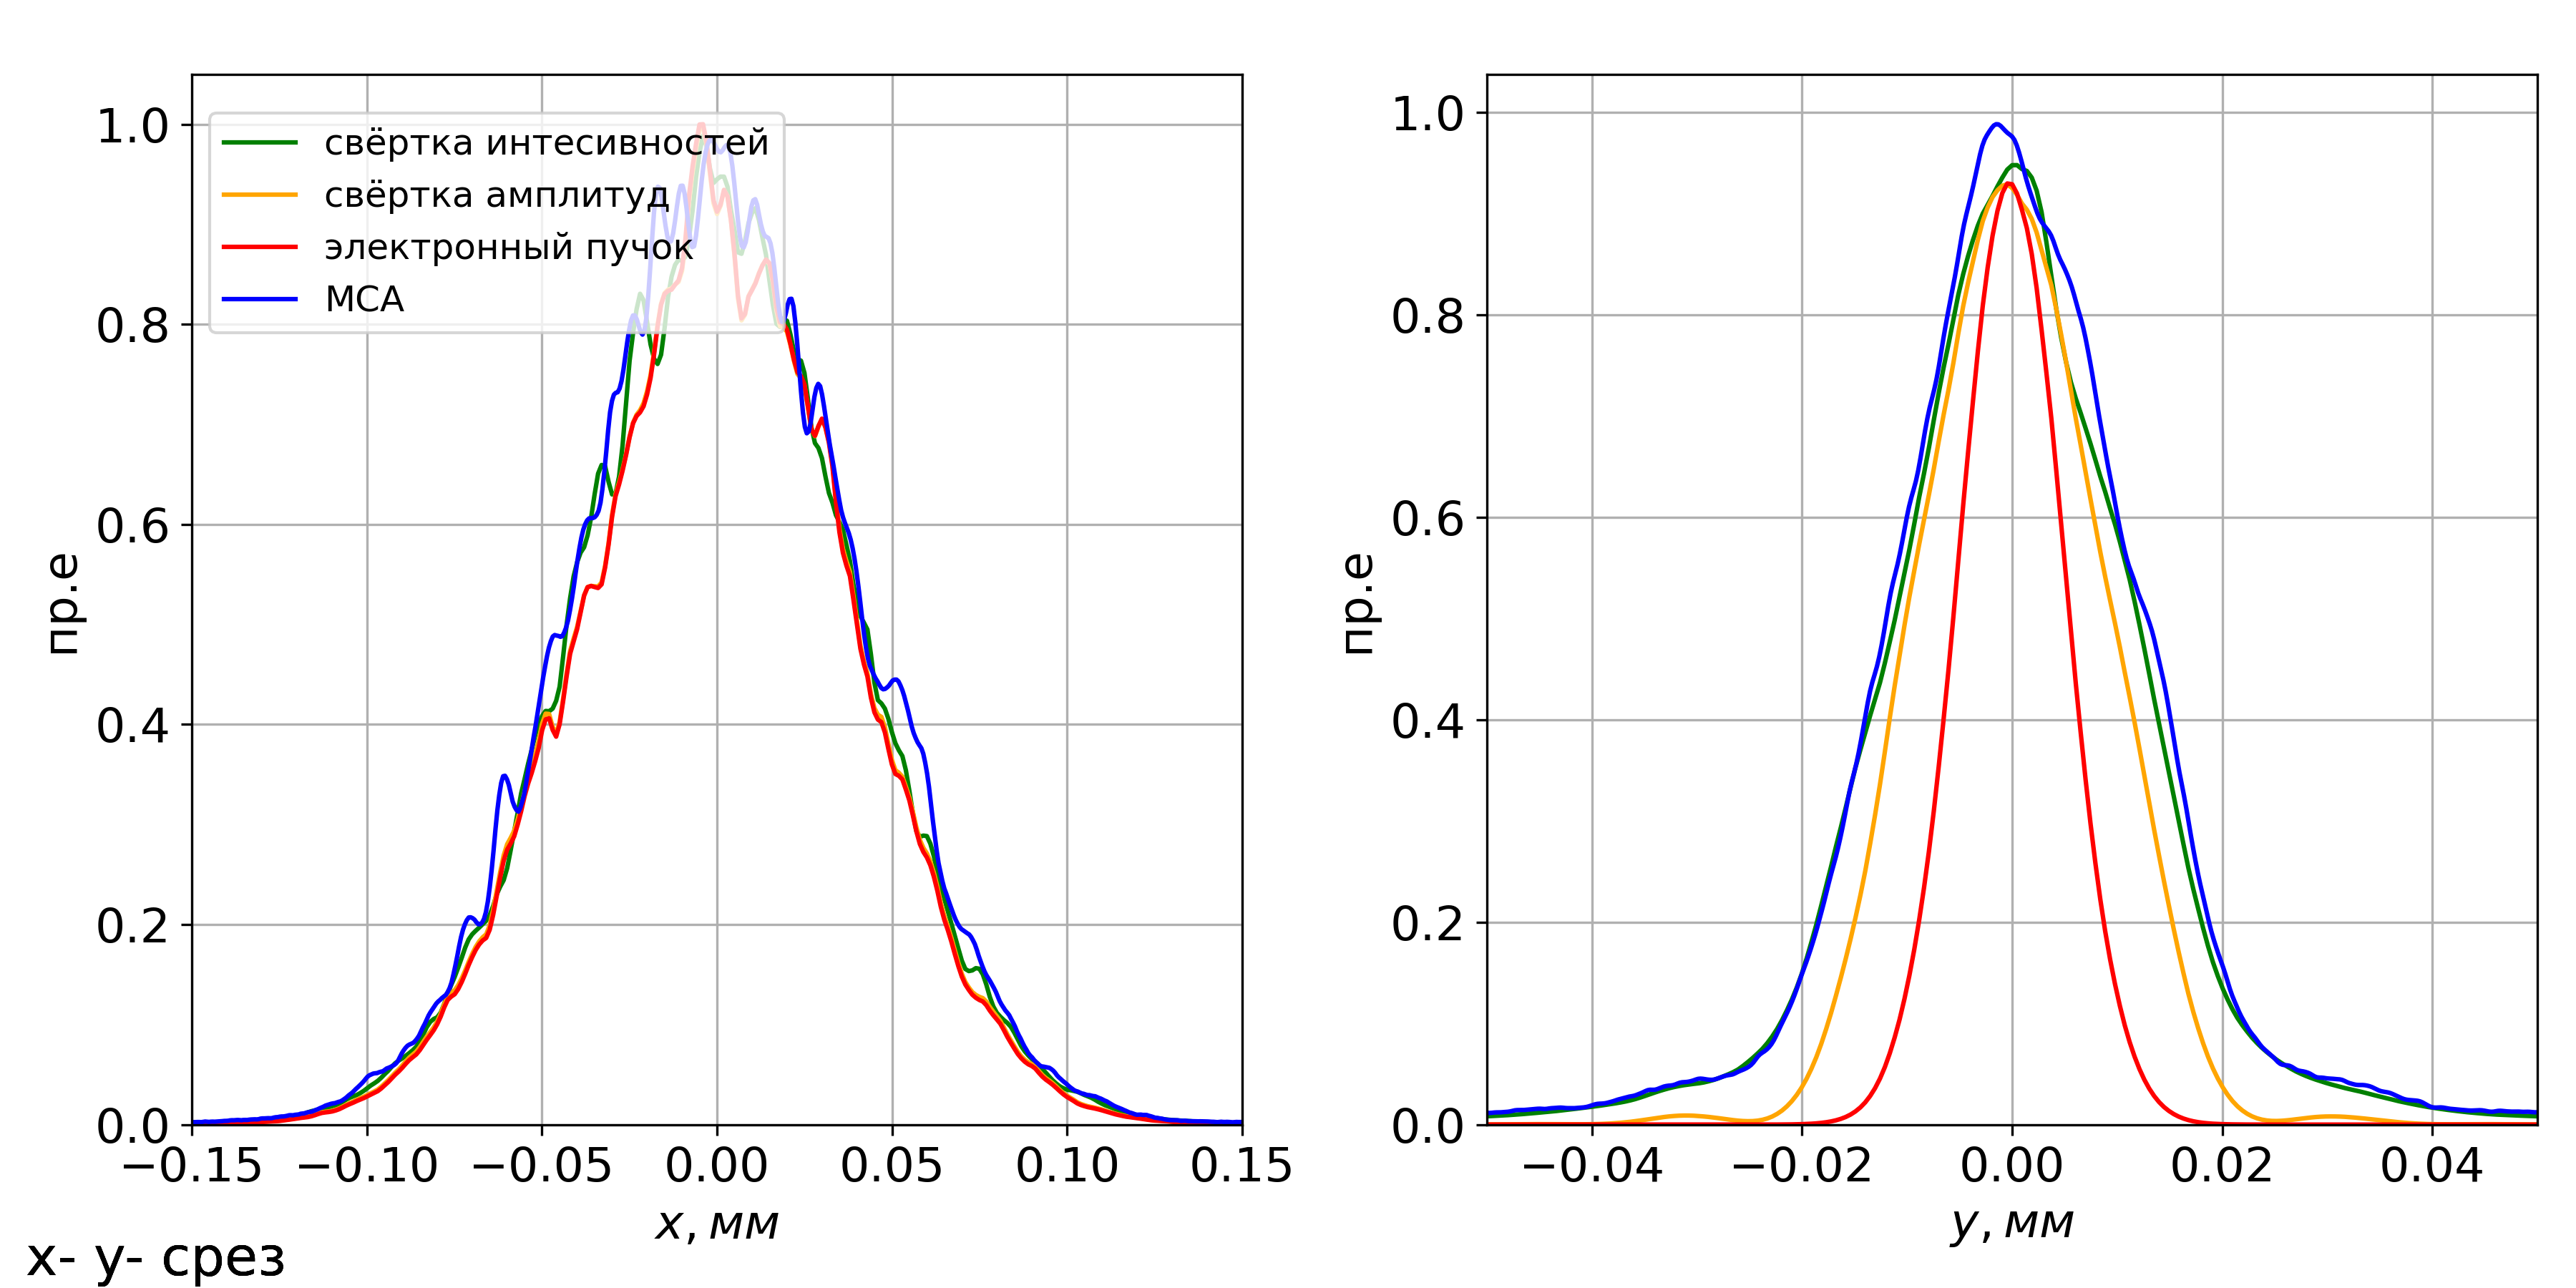 1.0
0.8
0.6
0.4
0.2
0.0
пр.е
свёртка интесивностей
свёртка амплитуд
электронный пучок
МСА
−0.15 −0.10 −0.05 0.00 0.05 0.10 0.15
x, мм
1.0
0.8
0.6
0.4
0.2
0.0
пр.е
−0.04 −0.02 0.00 0.02 0.04
y, мм
x- y- срез